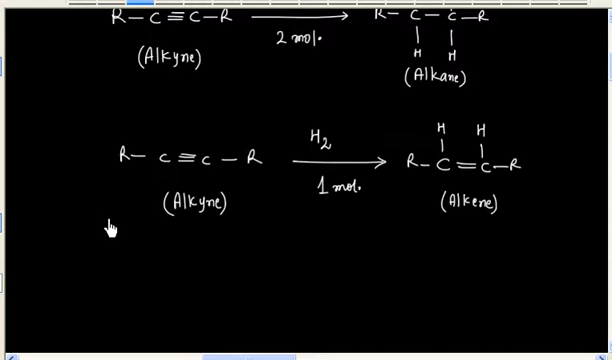 R – C ≡ C – R ⟶ R – C – C – R
2 mol.
H H
(Alkyne)
(Alkane)
H H
H2
R – C ≡ C – R ⟶ R – C = C – R
1 mol.
(Alkyne) (Alkene)